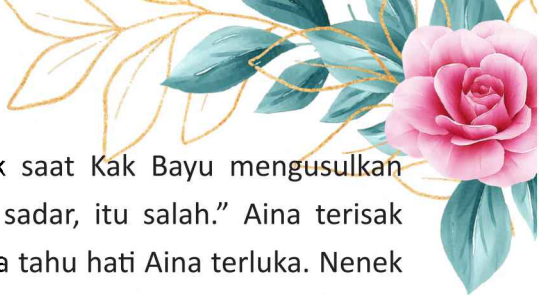 saat Kak Bayu mengusulkan
sadar, itu salah.” Aina terisak
tahu hati Aina terluka. Nenek